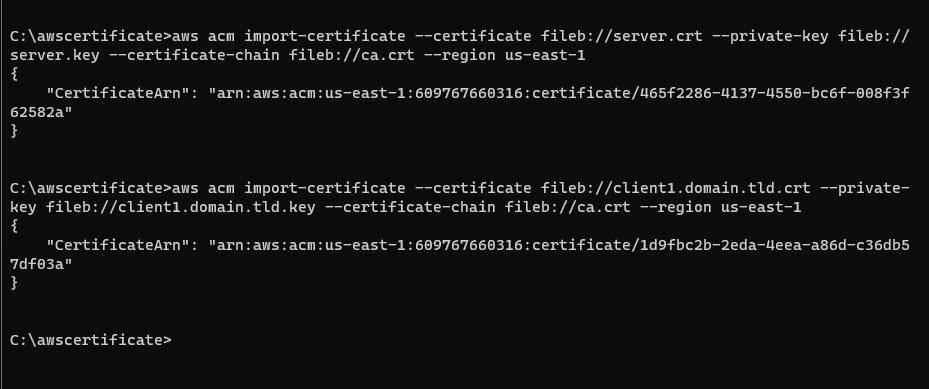 C:\awscertificate>aws acm import-certificate --certificate fileb://server.crt --private-key fileb://
server.key --certificate-chain fileb://ca.crt --region us-east-1
{
    "CertificateArn": "arn:aws:acm:us-east-1:609767660316:certificate/465f2286-4137-4550-bc6f-008f3f
62582a"
}
C:\awscertificate>aws acm import-certificate --certificate fileb://client1.domain.tld.crt --private-
key fileb://client1.domain.tld.key --certificate-chain fileb://ca.crt --region us-east-1
{
    "CertificateArn": "arn:aws:acm:us-east-1:609767660316:certificate/1d9fbc2b-2eda-4eea-a86d-c36db5
7df03a"
}
C:\awscertificate>